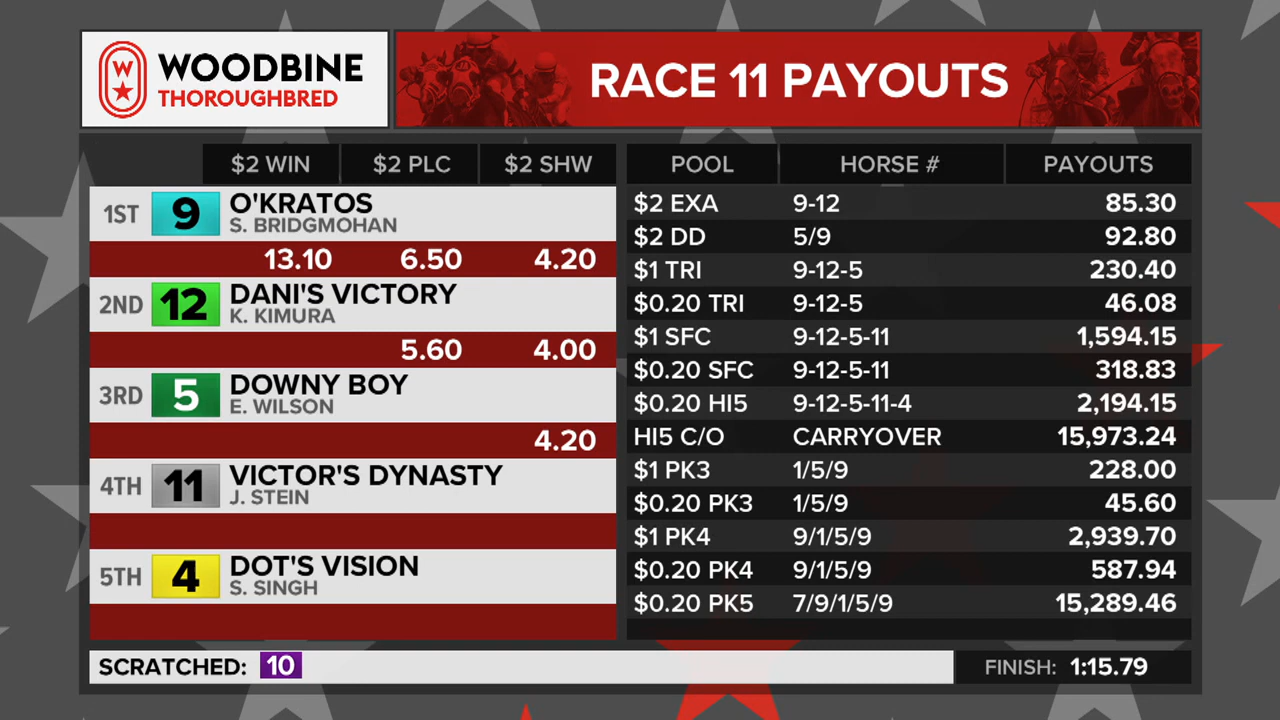 W
WOODBINE
THOROUGHBRED
RACE 11 PAYOUTS
$2 WIN $2 PLC $2 SHW
1ST 9 O'KRATOS
S. BRIDGMOHAN
13.10 6.50 4.20
2ND 12 DANI'S VICTORY
K. KIMURA
5.60 4.00
3RD 5 DOWNY BOY
E. WILSON
4.20
4TH 11 VICTOR'S DYNASTY
J. STEIN
5TH 4 DOT'S VISION
S. SINGH
POOL HORSE # PAYOUTS
$2 EXA 9-12 85.30
$2 DD 5/9 92.80
$1 TRI 9-12-5 230.40
$0.20 TRI 9-12-5 46.08
$1 SFC 9-12-5-11 1,594.15
$0.20 SFC 9-12-5-11 318.83
$0.20 HI5 9-12-5-11-4 2,194.15
HI5 C/O CARRYOVER 15,973.24
$1 PK3 1/5/9 228.00
$0.20 PK3 1/5/9 45.60
$1 PK4 9/1/5/9 2,939.70
$0.20 PK4 9/1/5/9 587.94
$0.20 PK5 7/9/1/5/9 15,289.46
SCRATCHED: 10
FINISH: 1:15.79